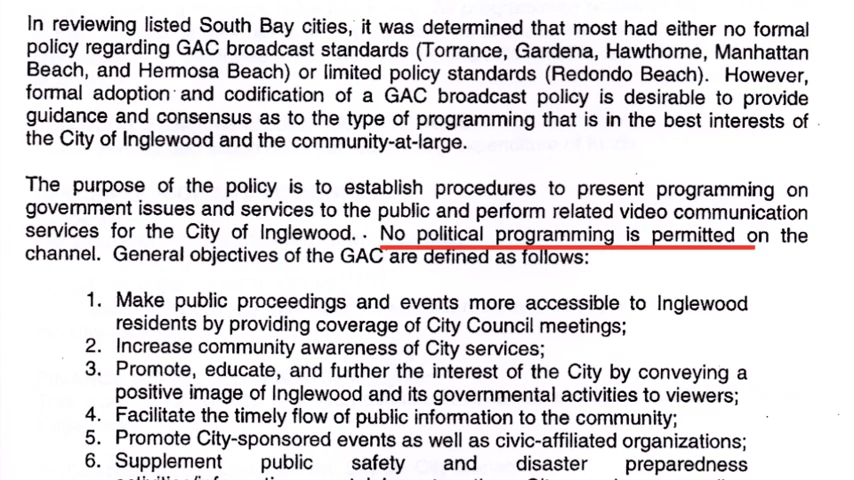 In reviewing listed South Bay cities, it was determined that most had either no formal
policy regarding GAC broadcast standards (Torrance, Gardena, Hawthorne, Manhattan
Beach, and Hermosa Beach) or limited policy standards (Redondo Beach). However,
formal adoption and codification of a GAC broadcast policy is desirable to provide
guidance and consensus as to the type of programming that is in the best interests of
the City of Inglewood and the community-at-large.
The purpose of the policy is to establish procedures to present programming on
government issues and services to the public and perform related video communication
services for the City of Inglewood. . No political programming is permitted on the
channel. General objectives of the GAC are defined as follows:
1. Make public proceedings and events more accessible to Inglewood
residents by providing coverage of City Council meetings;
2. Increase community awareness of City services;
3. Promote, educate, and further the interest of the City by conveying a
positive image of Inglewood and its governmental activities to viewers;
4. Facilitate the timely flow of public information to the community;
5. Promote City-sponsored events as well as civic-affiliated organizations;
6. Supplement public safety and disaster preparedness